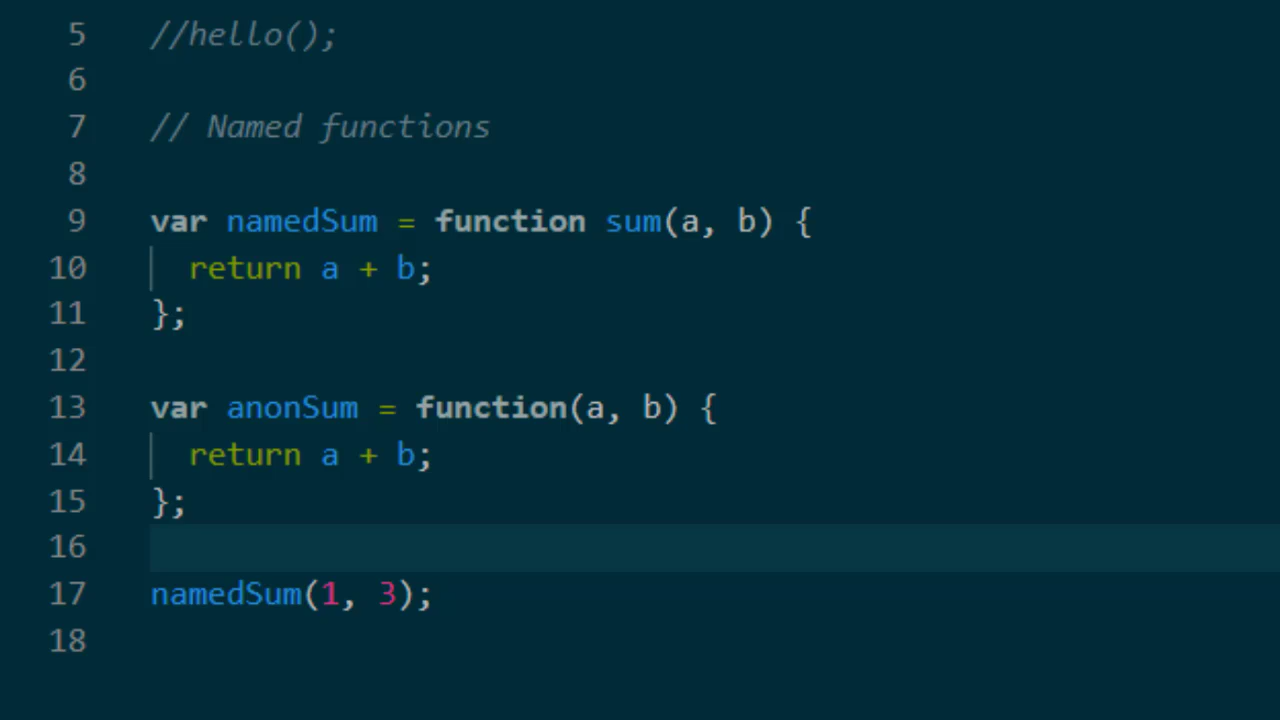 5 //hello();
6
7 // Named functions
8
9 var namedSum = function sum(a, b) {
10 return a + b;
11 };
12
13 var anonSum = function(a, b) {
14 return a + b;
15 };
16
17 namedSum(1, 3);
18